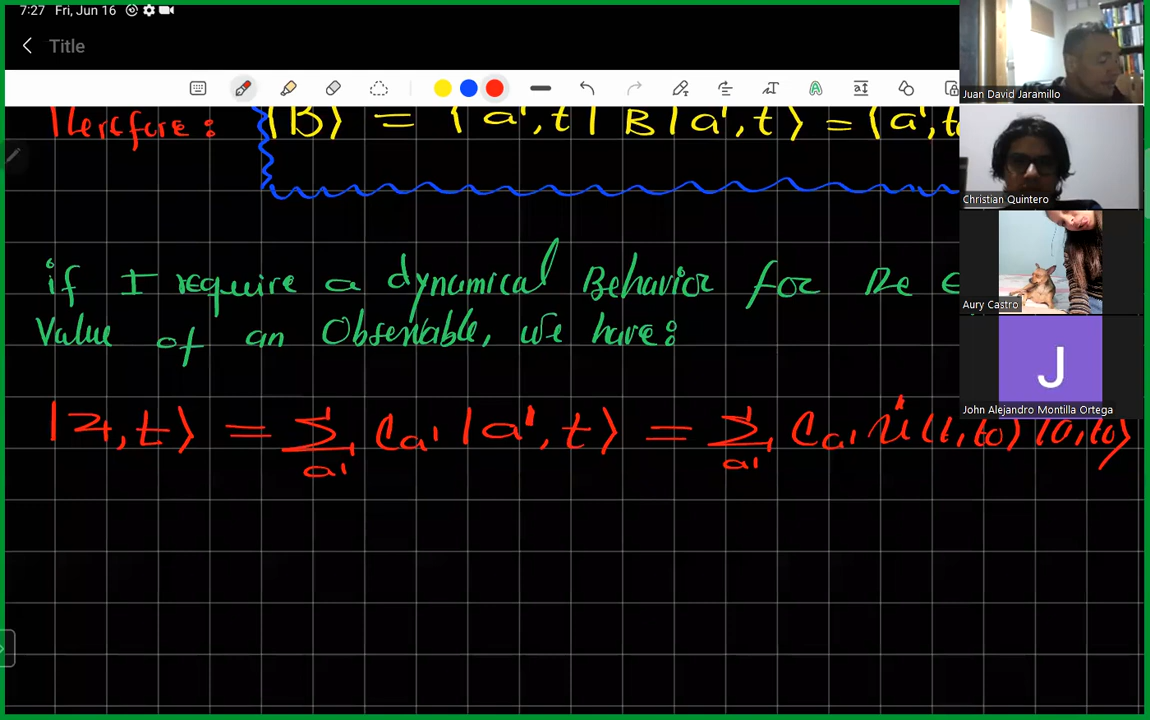 7:27 Fri, Jun 16
Title
Therefore: ⟨B⟩ = ⟨a',t| B |a',t⟩ = ⟨a',t
if I require a dynamical Behavior for the
Value of an Observable, we have:
|ψ,t⟩ = Σ_a' C_a' |a',t⟩ = Σ_a' C_a' U(t,t₀) |a',t₀⟩
Juan David Jaramillo
Christian Quintero
Aury Castro
J
John Alejandro Montilla Ortega